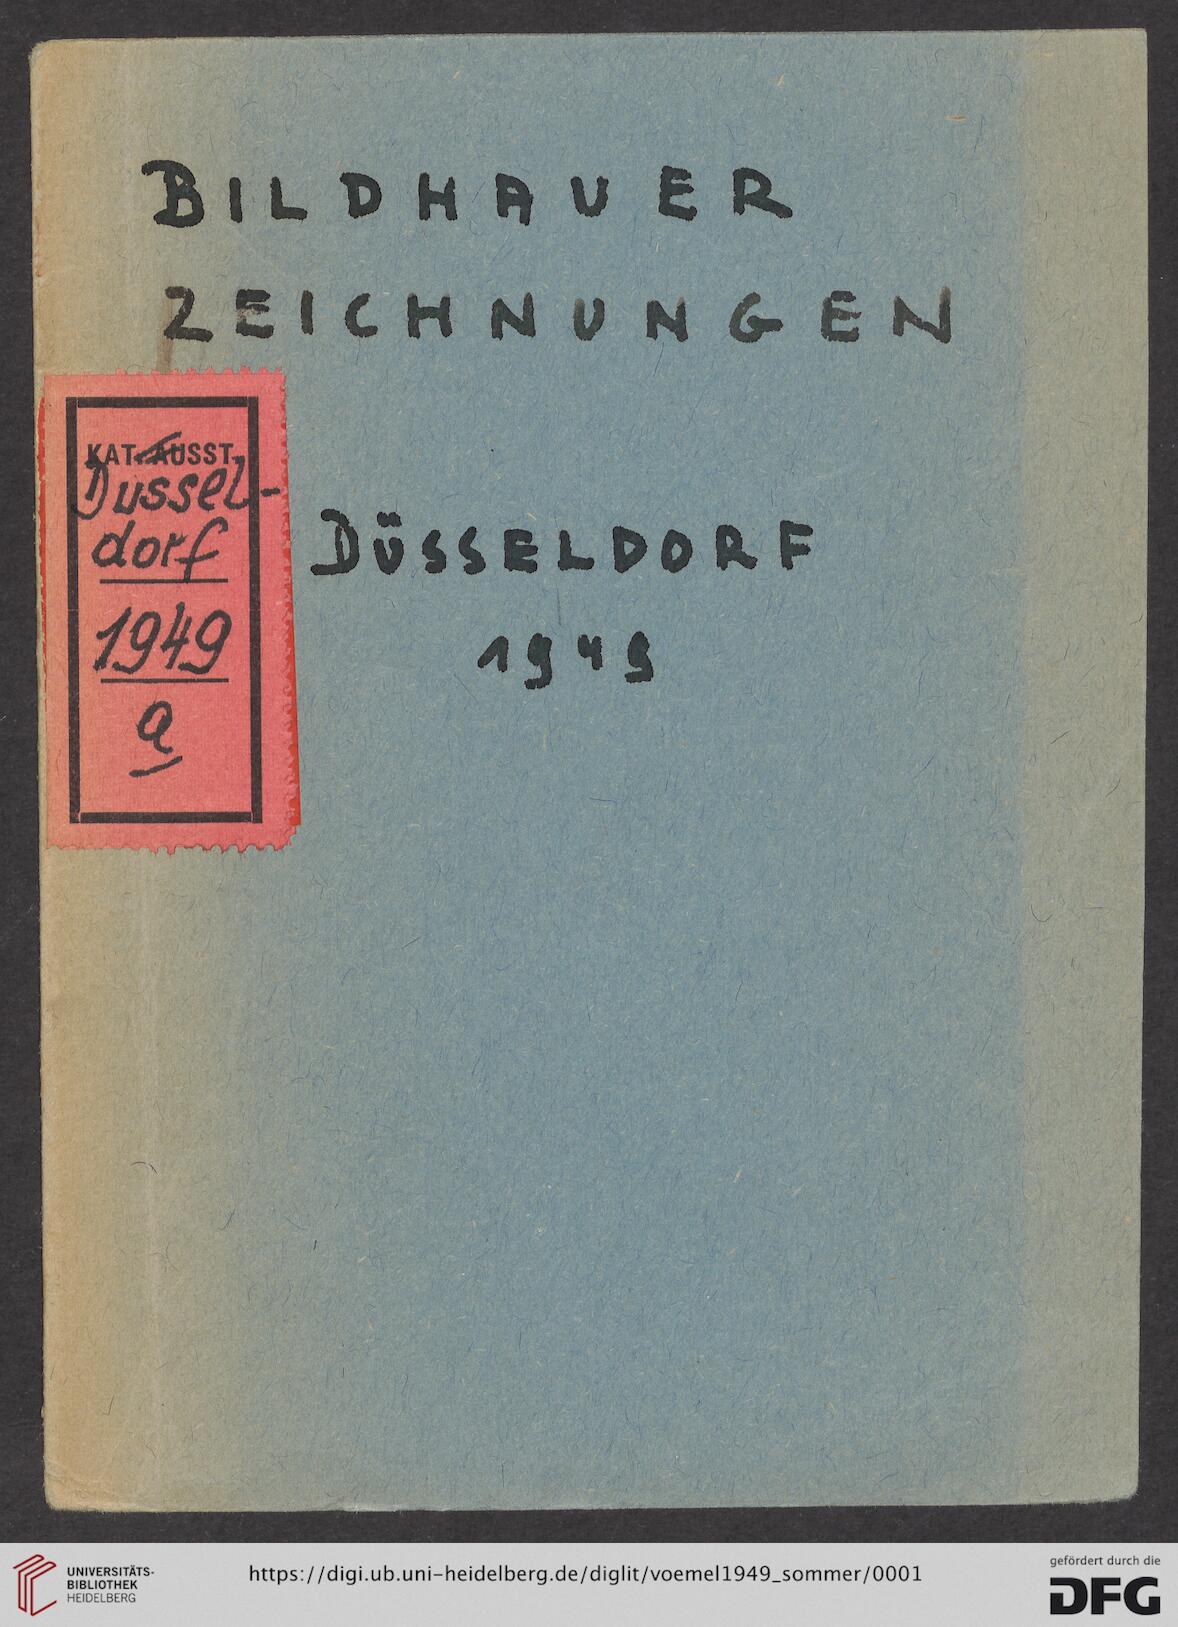 BILDHAUER
ZEICHNUNGEN
KAT. AUSST.
Dussel-
dorf
1949
a
DÜSSELDORF
1949
UNIVERSITÄTS-
BIBLIOTHEK
HEIDELBERG
https://digi.ub.uni-heidelberg.de/diglit/voemel1949_sommer/0001
gefördert durch die
DFG